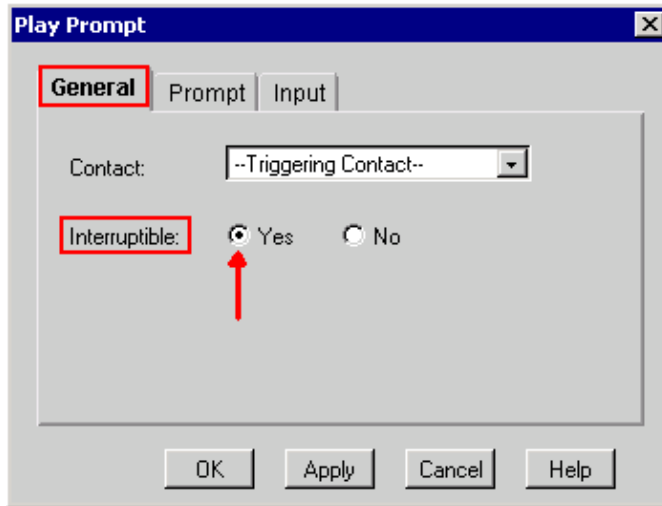 Play Prompt
General Prompt Input
Contact: --Triggering Contact--
Interruptible: Yes No
OK Apply Cancel Help